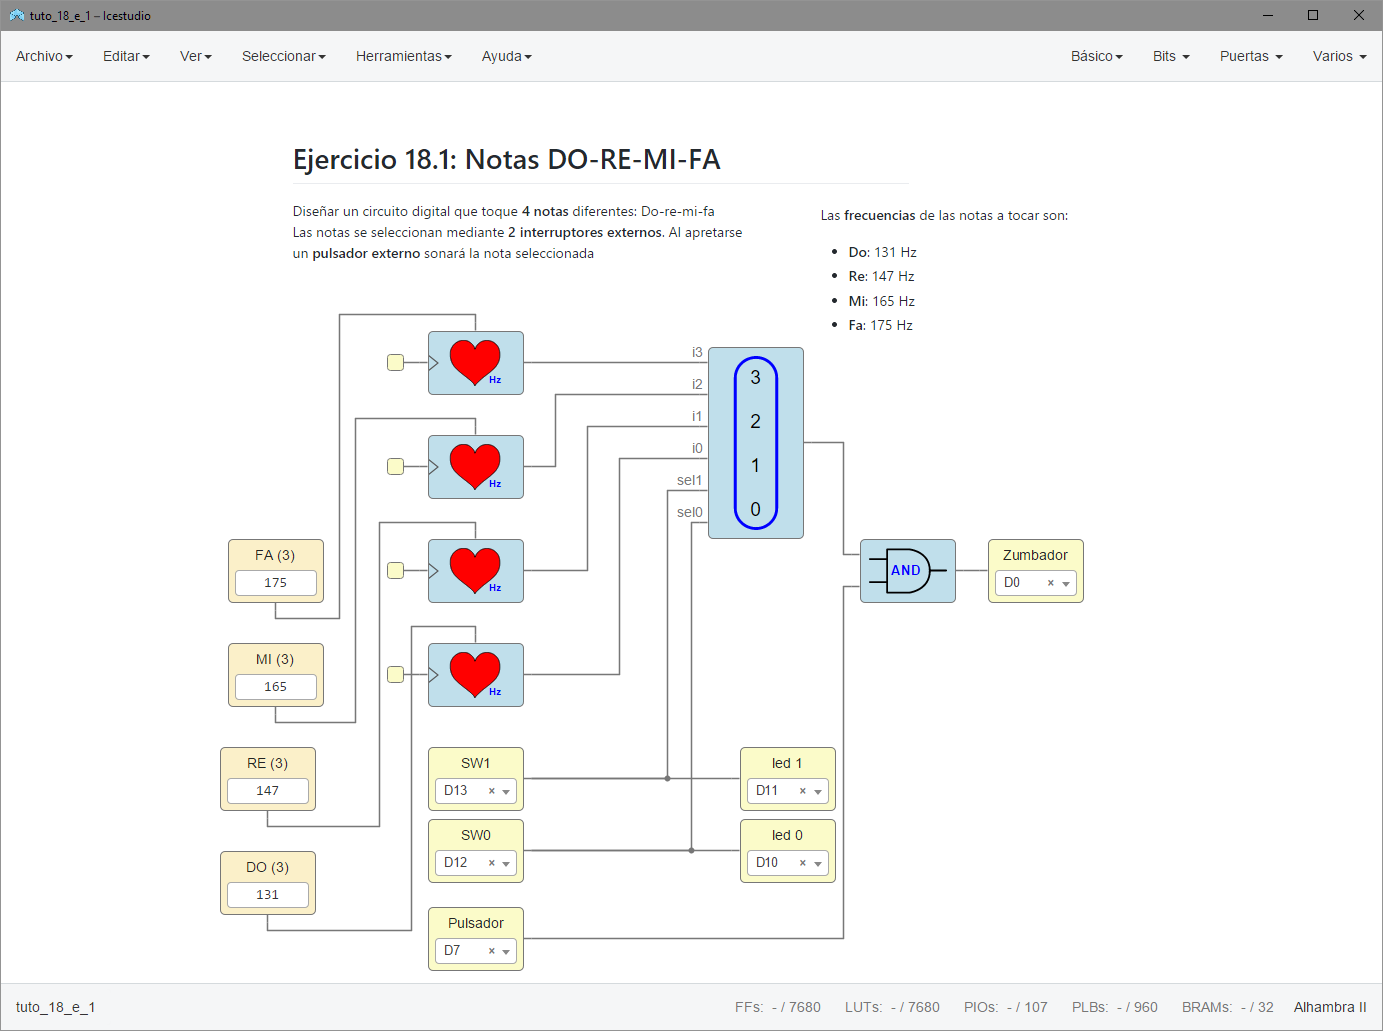 tuto_18_e_1 – Icestudio
Archivo Editar Ver Seleccionar Herramientas Ayuda Básico Bits Puertas Varios
Ejercicio 18.1: Notas DO-RE-MI-FA
Diseñar un circuito digital que toque 4 notas diferentes: Do-re-mi-fa
Las notas se seleccionan mediante 2 interruptores externos. Al apretarse
un pulsador externo sonará la nota seleccionada
Las frecuencias de las notas a tocar son:
• Do: 131 Hz
• Re: 147 Hz
• Mi: 165 Hz
• Fa: 175 Hz
Hz
Hz
Hz
Hz
i3
i2
i1
i0
sel1
sel0
3
2
1
0
FA (3)
175
MI (3)
165
RE (3)
147
DO (3)
131
AND
Zumbador
D0 ×
SW1
D13 ×
led 1
D11 ×
SW0
D12 ×
led 0
D10 ×
Pulsador
D7 ×
tuto_18_e_1 FFs: - / 7680 LUTs: - / 7680 PIOs: - / 107 PLBs: - / 960 BRAMs: - / 32 Alhambra II